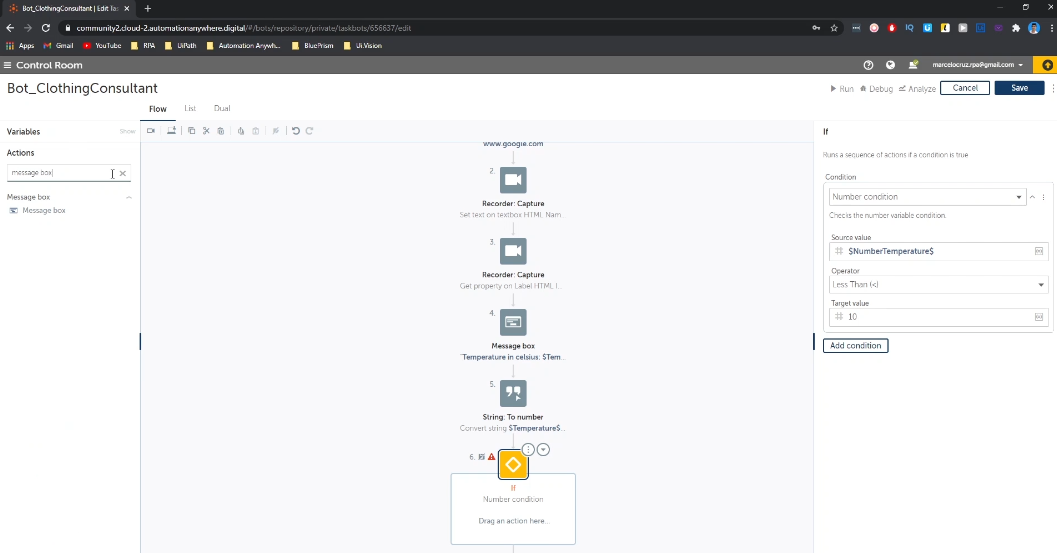 Bot_ClothingConsultant | Edit Tas
community2.cloud-2.automationanywhere.digital/#/bots/repository/private/taskbots/656637/edit
Apps Gmail YouTube RPA UiPath Automation Anywh... BluePrism Ui.Vision
Control Room
marcelocruz.rpa@gmail.com
Bot_ClothingConsultant
Run Debug Analyze Cancel Save
Flow List Dual
Variables Show
Actions
message box
Message box
Message box
www.google.com
2.
Recorder: Capture
Set text on textbox HTML Nam...
3.
Recorder: Capture
Get property on Label HTML I...
4.
Message box
"Temperature in celsius: $Tem...
5.
String: To number
Convert string $Temperature$...
6.
If
Number condition
Drag an action here...
If
Runs a sequence of actions if a condition is true
Condition
Number condition
Checks the number variable condition.
Source value
$NumberTemperature$
Operator
Less Than (<)
Target value
10
Add condition